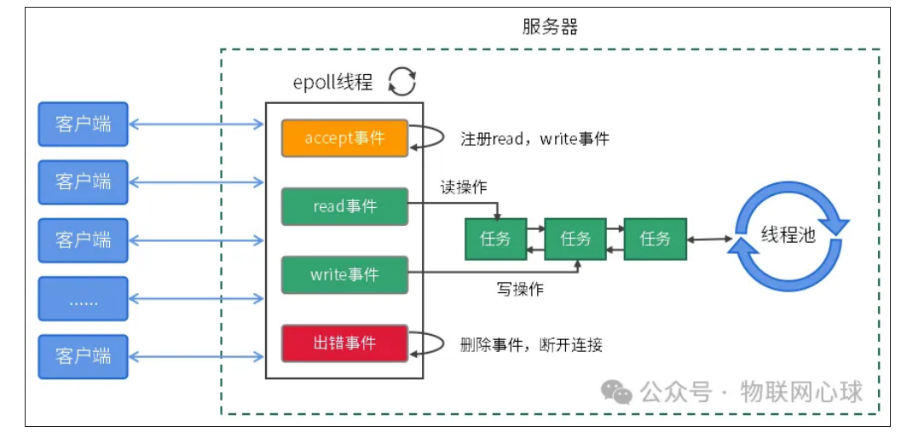 服务器
epoll线程
客户端
accept事件
注册read，write事件
客户端
read事件
读操作
客户端
任务
任务
任务
线程池
write事件
写操作
......
客户端
出错事件
删除事件，断开连接
公众号 · 物联网心球